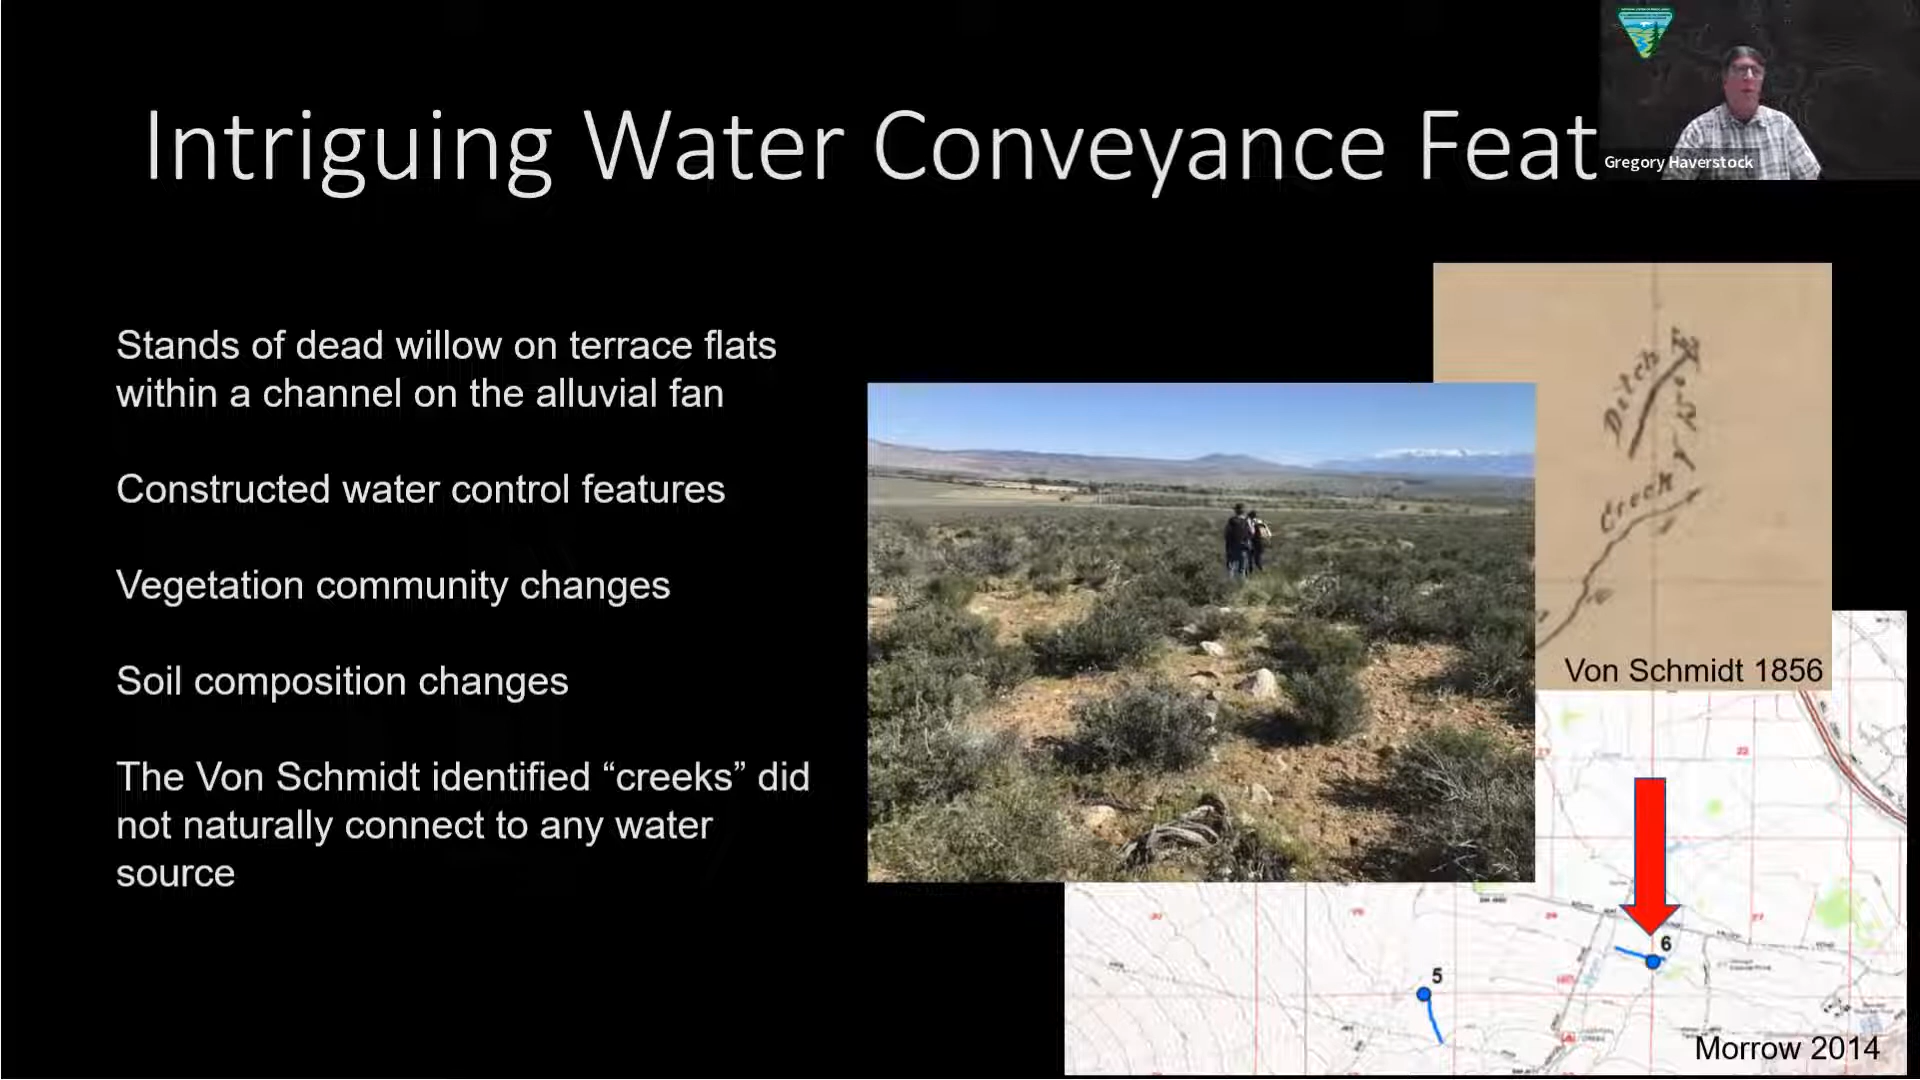 Intriguing Water Conveyance Feat
Gregory Haverstock
Stands of dead willow on terrace flats
within a channel on the alluvial fan
Constructed water control features
Vegetation community changes
Soil composition changes
The Von Schmidt identified “creeks” did
not naturally connect to any water
source
Ditch
Creek
Von Schmidt 1856
22
27
6
5
Morrow 2014